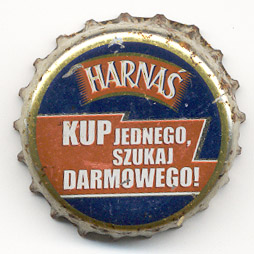 HARNAŚ
KUP JEDNEGO,
SZUKAJ
DARMOWEGO!